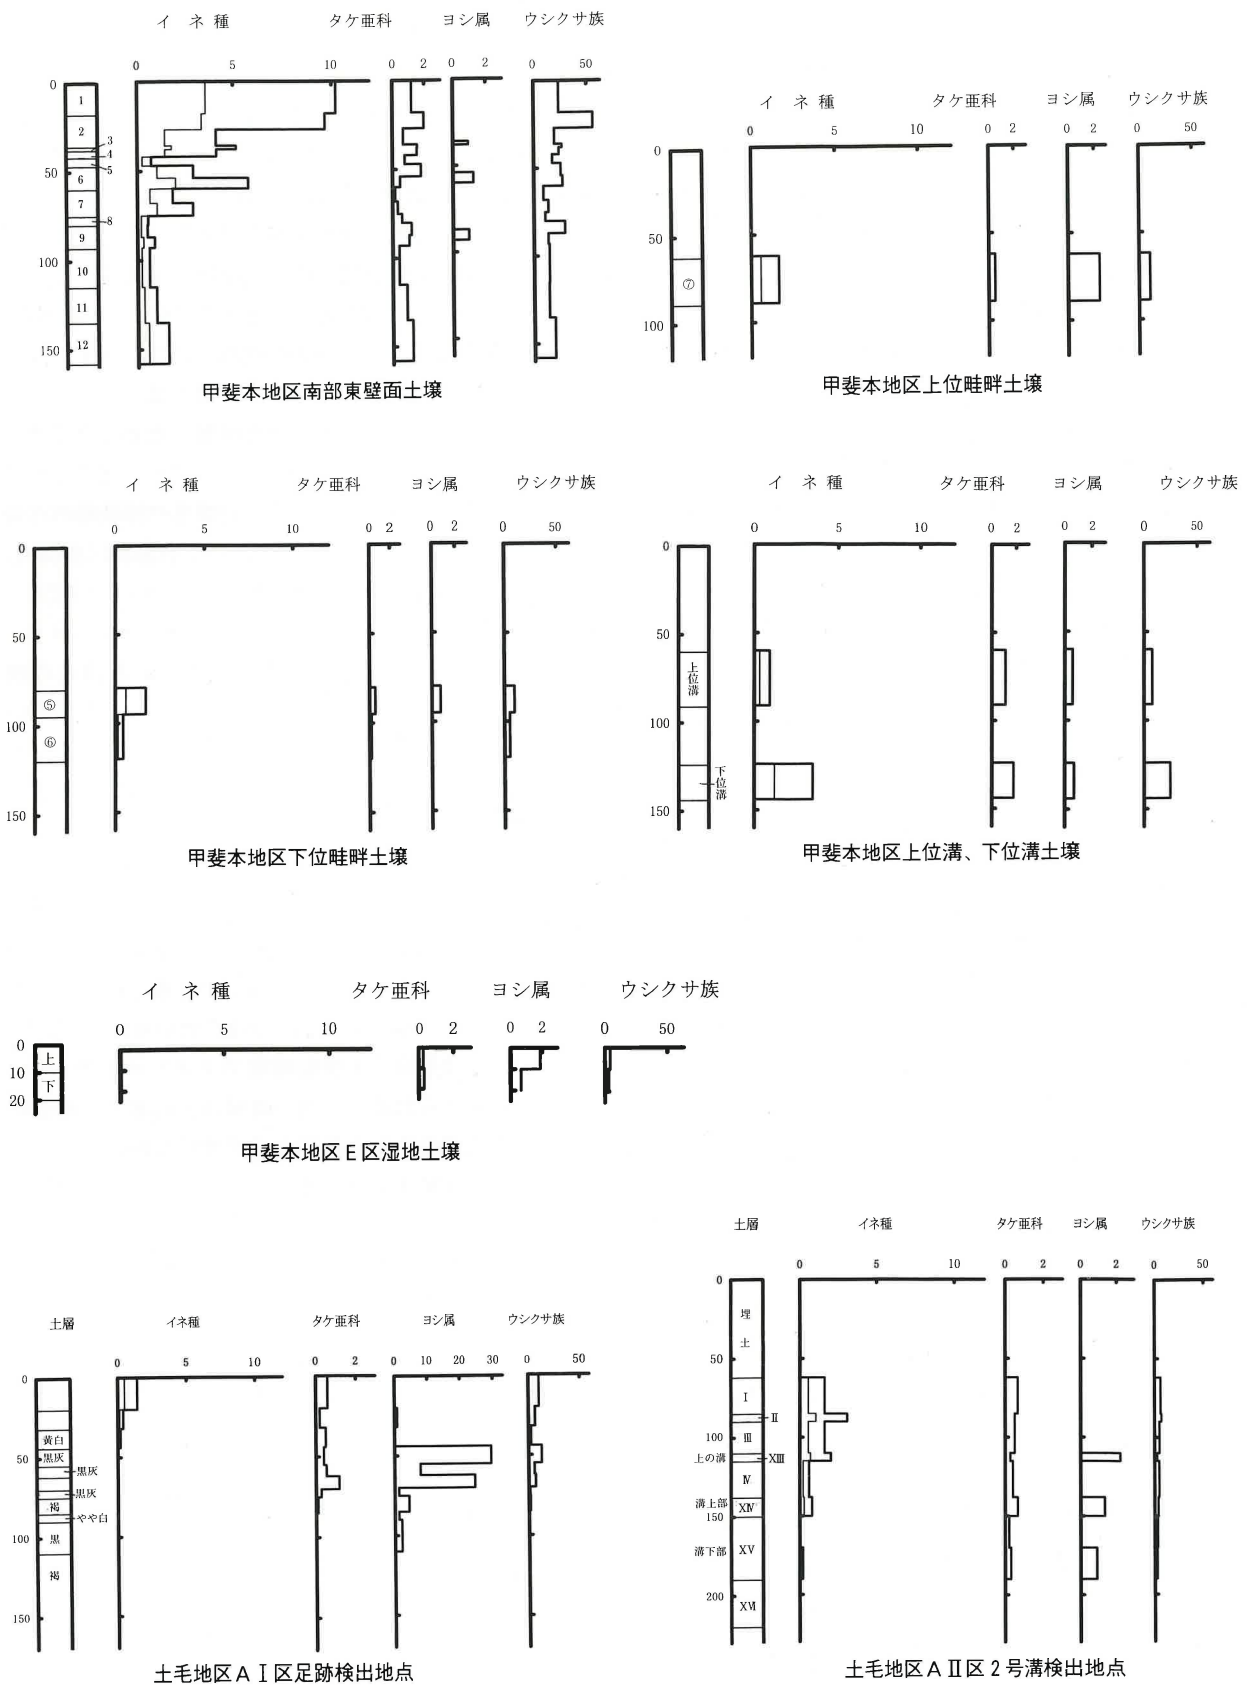 イネ種 タケ亜科 ヨシ属 ウシクサ族
0 5 10 0 2 0 2 0 50
0
1
2
3
4
5
50
6
7
8
9
100
10
11
12
150
甲斐本地区南部東壁面土壌
イネ種 タケ亜科 ヨシ属 ウシクサ族
0 5 10 0 2 0 2 0 50
0
50
⑦
100
甲斐本地区上位畦畔土壌
イネ種 タケ亜科 ヨシ属 ウシクサ族
0 5 10 0 2 0 2 0 50
0
50
⑤
100
⑥
150
甲斐本地区下位畦畔土壌
イネ種 タケ亜科 ヨシ属 ウシクサ族
0 5 10 0 2 0 2 0 50
0
50
上位溝
100
下位溝
150
甲斐本地区上位溝、下位溝土壌
イネ種 タケ亜科 ヨシ属 ウシクサ族
0 5 10 0 2 0 2 0 50
0
上
10
下
20
甲斐本地区E区湿地土壌
土層 イネ種 タケ亜科 ヨシ属 ウシクサ族
0 5 10 0 2 0 10 20 30 0 50
0
黄白
50 黒灰
黒灰
黒灰
褐
やや白
100 黒
褐
150
土毛地区AⅠ区足跡検出地点
土層 イネ種 タケ亜科 ヨシ属 ウシクサ族
0 5 10 0 2 0 2 0 50
0
埋
土
50
Ⅰ
Ⅱ
100 Ⅲ
上の溝 XⅢ
Ⅳ
溝上部 XⅣ
150
溝下部 XⅤ
200 XⅥ
土毛地区AⅡ区2号溝検出地点